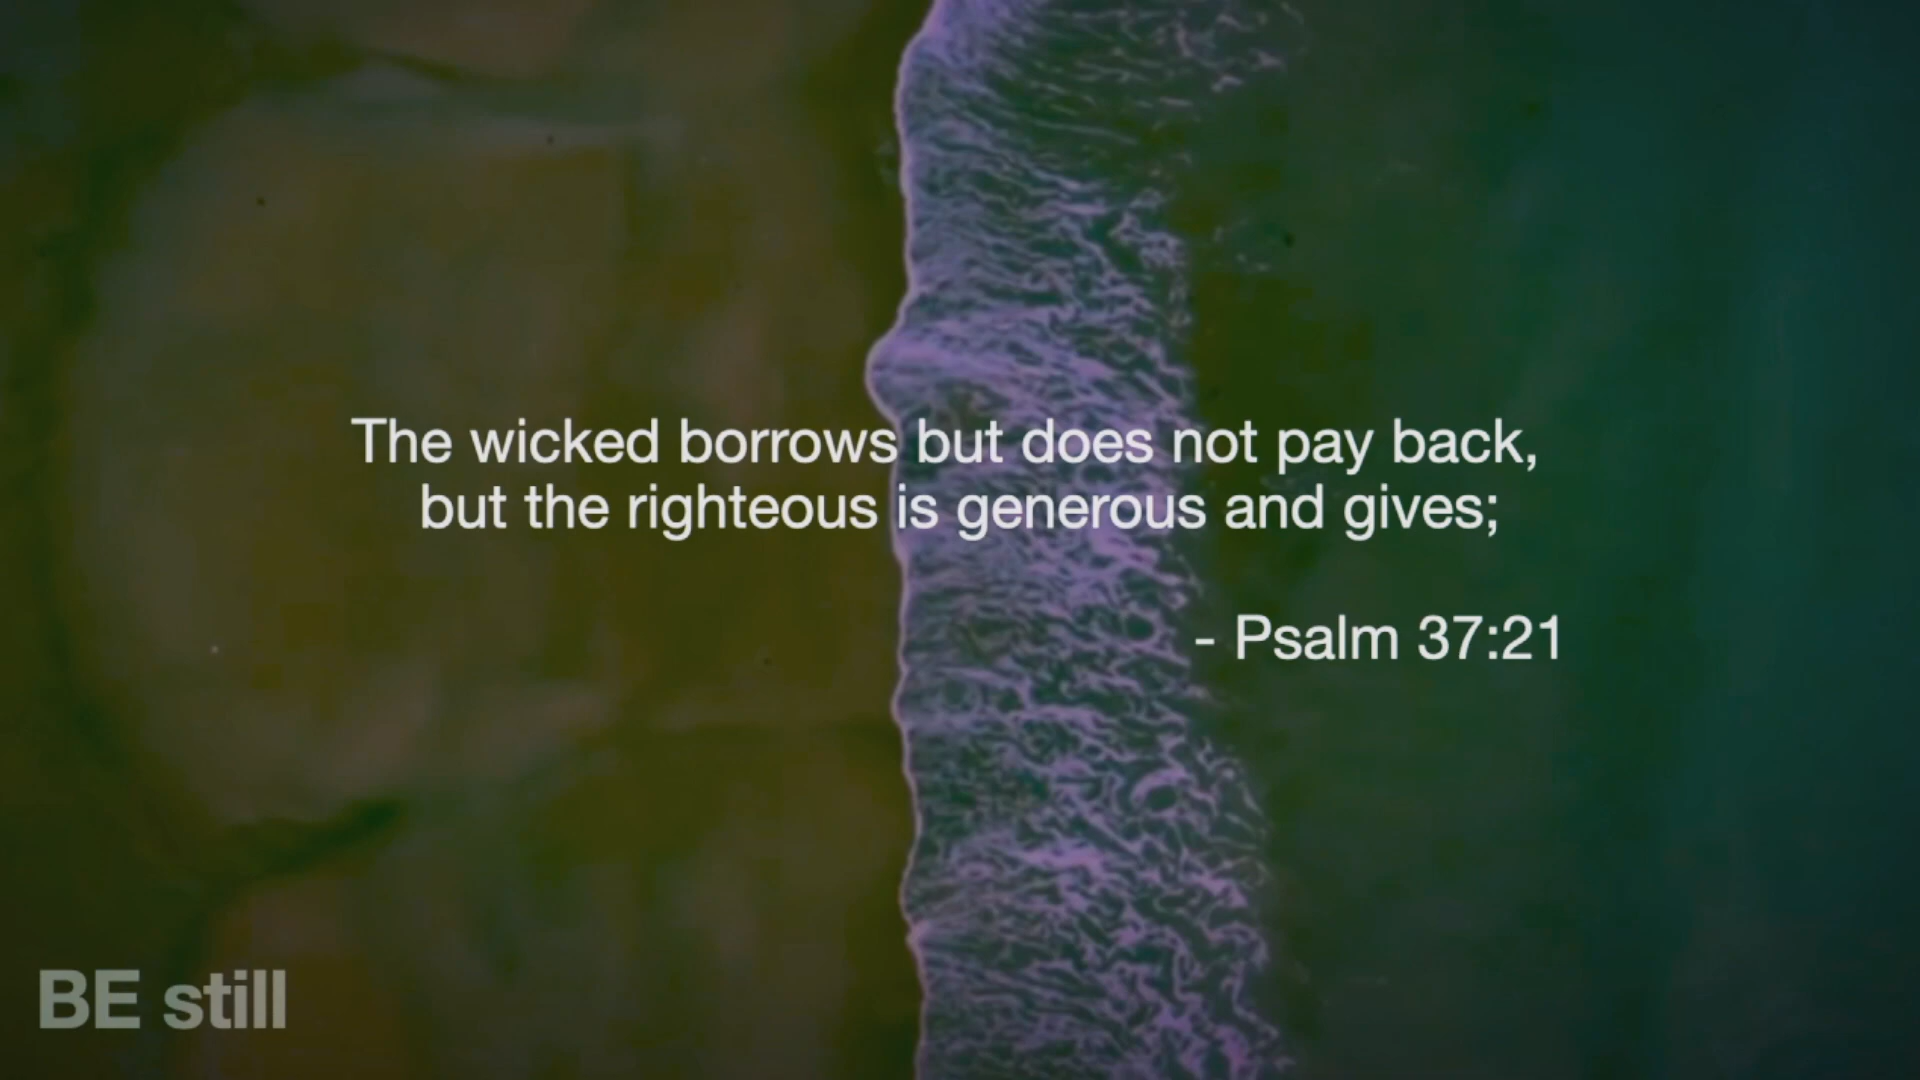 The wicked borrows but does not pay back,
but the righteous is generous and gives;
- Psalm 37:21
BE still